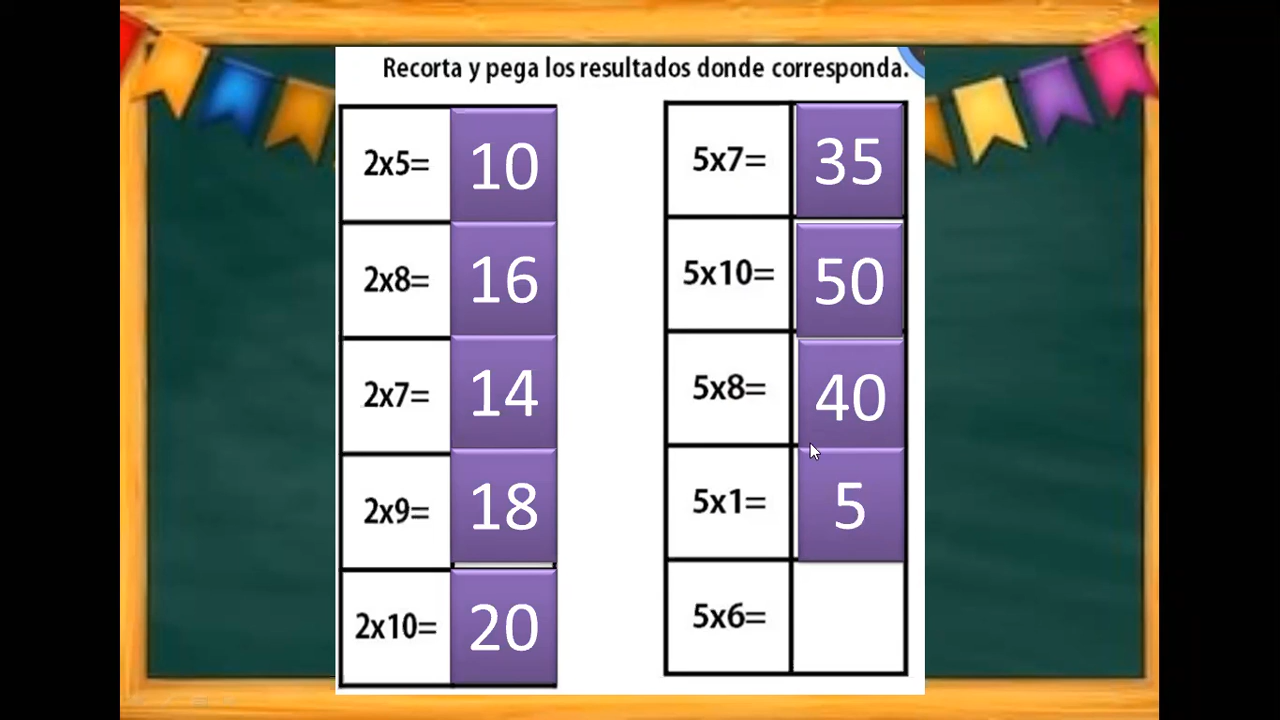 Recorta y pega los resultados donde corresponda.
2x5= 10
2x8= 16
2x7= 14
2x9= 18
2x10= 20
5x7= 35
5x10= 50
5x8= 40
5x1= 5
5x6=